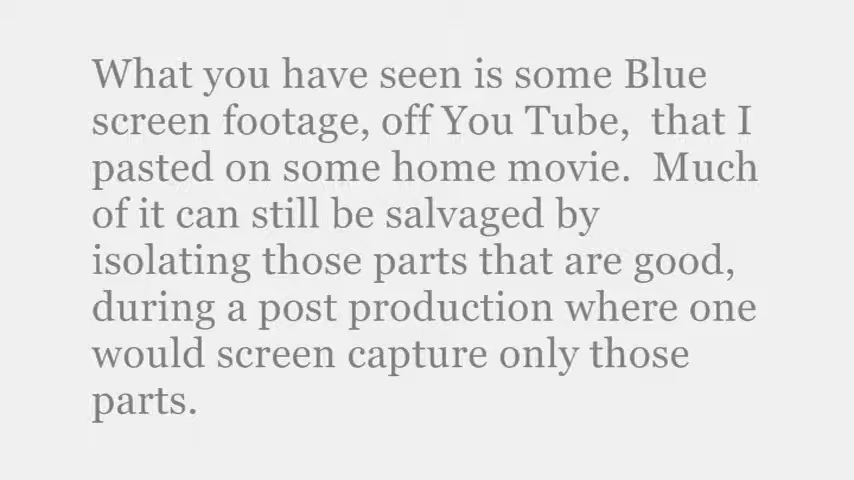 What you have seen is some Blue
screen footage, off You Tube,  that I
pasted on some home movie.  Much
of it can still be salvaged by
isolating those parts that are good,
during a post production where one
would screen capture only those
parts.